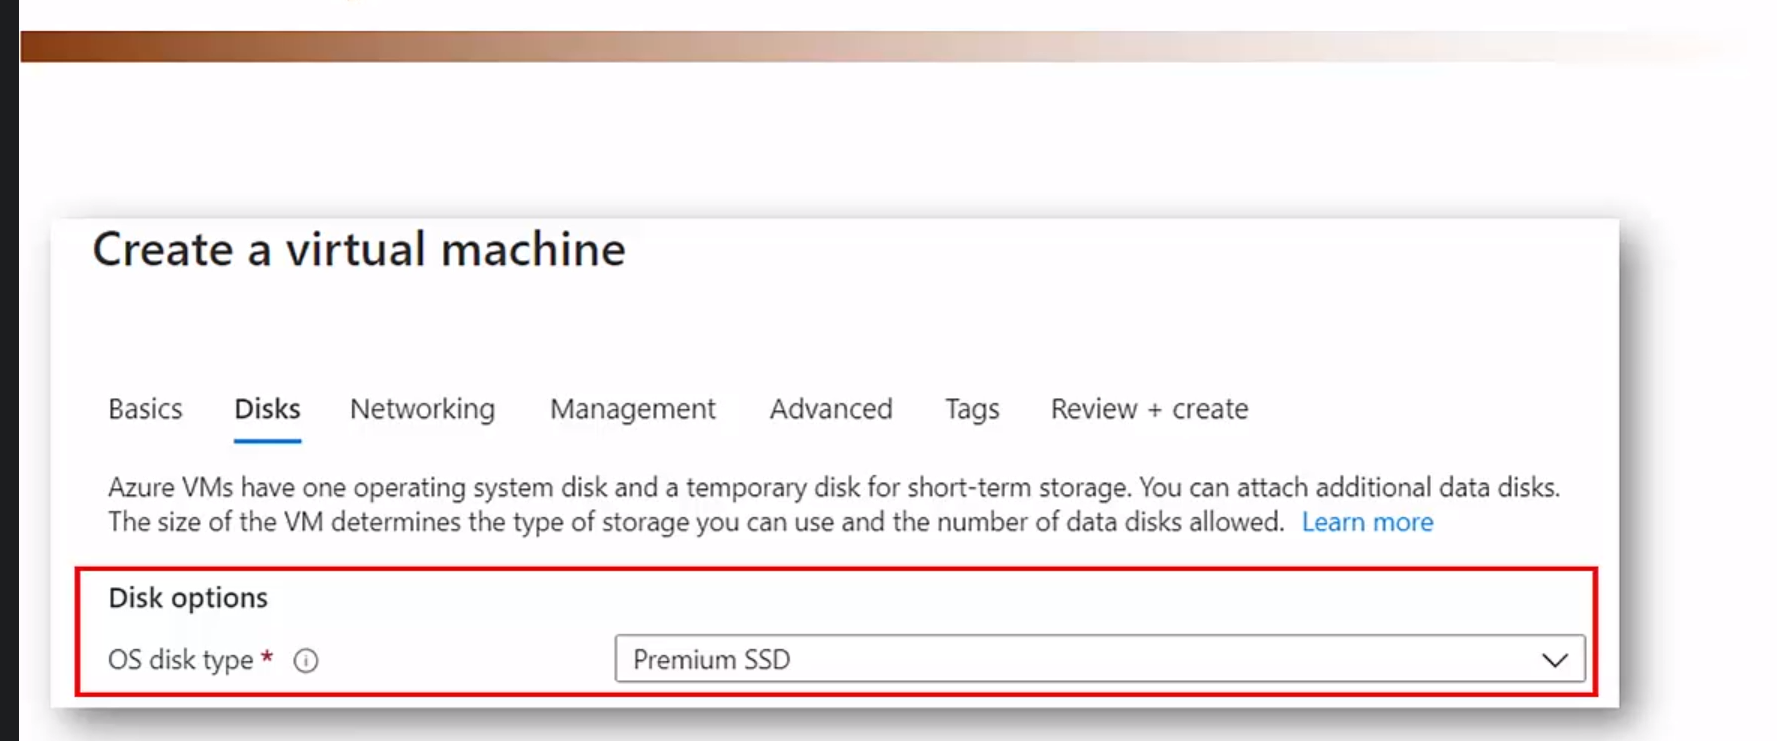 Create a virtual machine
Basics Disks Networking Management Advanced Tags Review + create
Azure VMs have one operating system disk and a temporary disk for short-term storage. You can attach additional data disks.
The size of the VM determines the type of storage you can use and the number of data disks allowed. Learn more
Disk options
OS disk type * Premium SSD